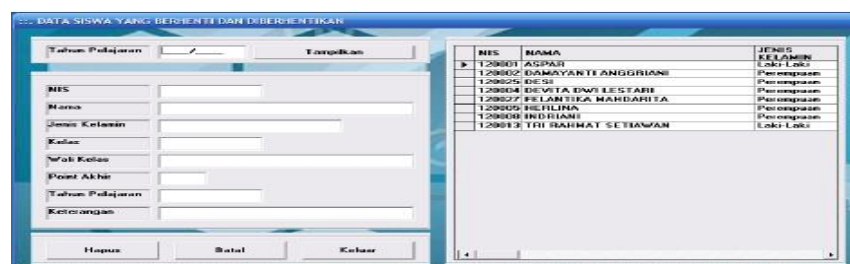 DATA SISWA YANG BERHENTI DAN DIBERHENTIKAN
Tahun Pelajaran __/__ Tampilkan
NIS
Nama
Jenis Kelamin
Kelas
Wali Kelas
Point Akhir
Tahun Pelajaran
Keterangan
Hapus Batal Keluar
NIS NAMA JENIS KELAMIN
120001 ASPAR Laki-Laki
120002 DAMAYANTI ANGGRIANI Perempuan
120025 DESI Perempuan
120004 DEVITA DWI LESTARI Perempuan
120027 FELANTIKA MAHDARITA Perempuan
120005 HERLINA Perempuan
120008 INDRIANI Perempuan
120013 TRI RAHMAT SETIAWAN Laki-Laki